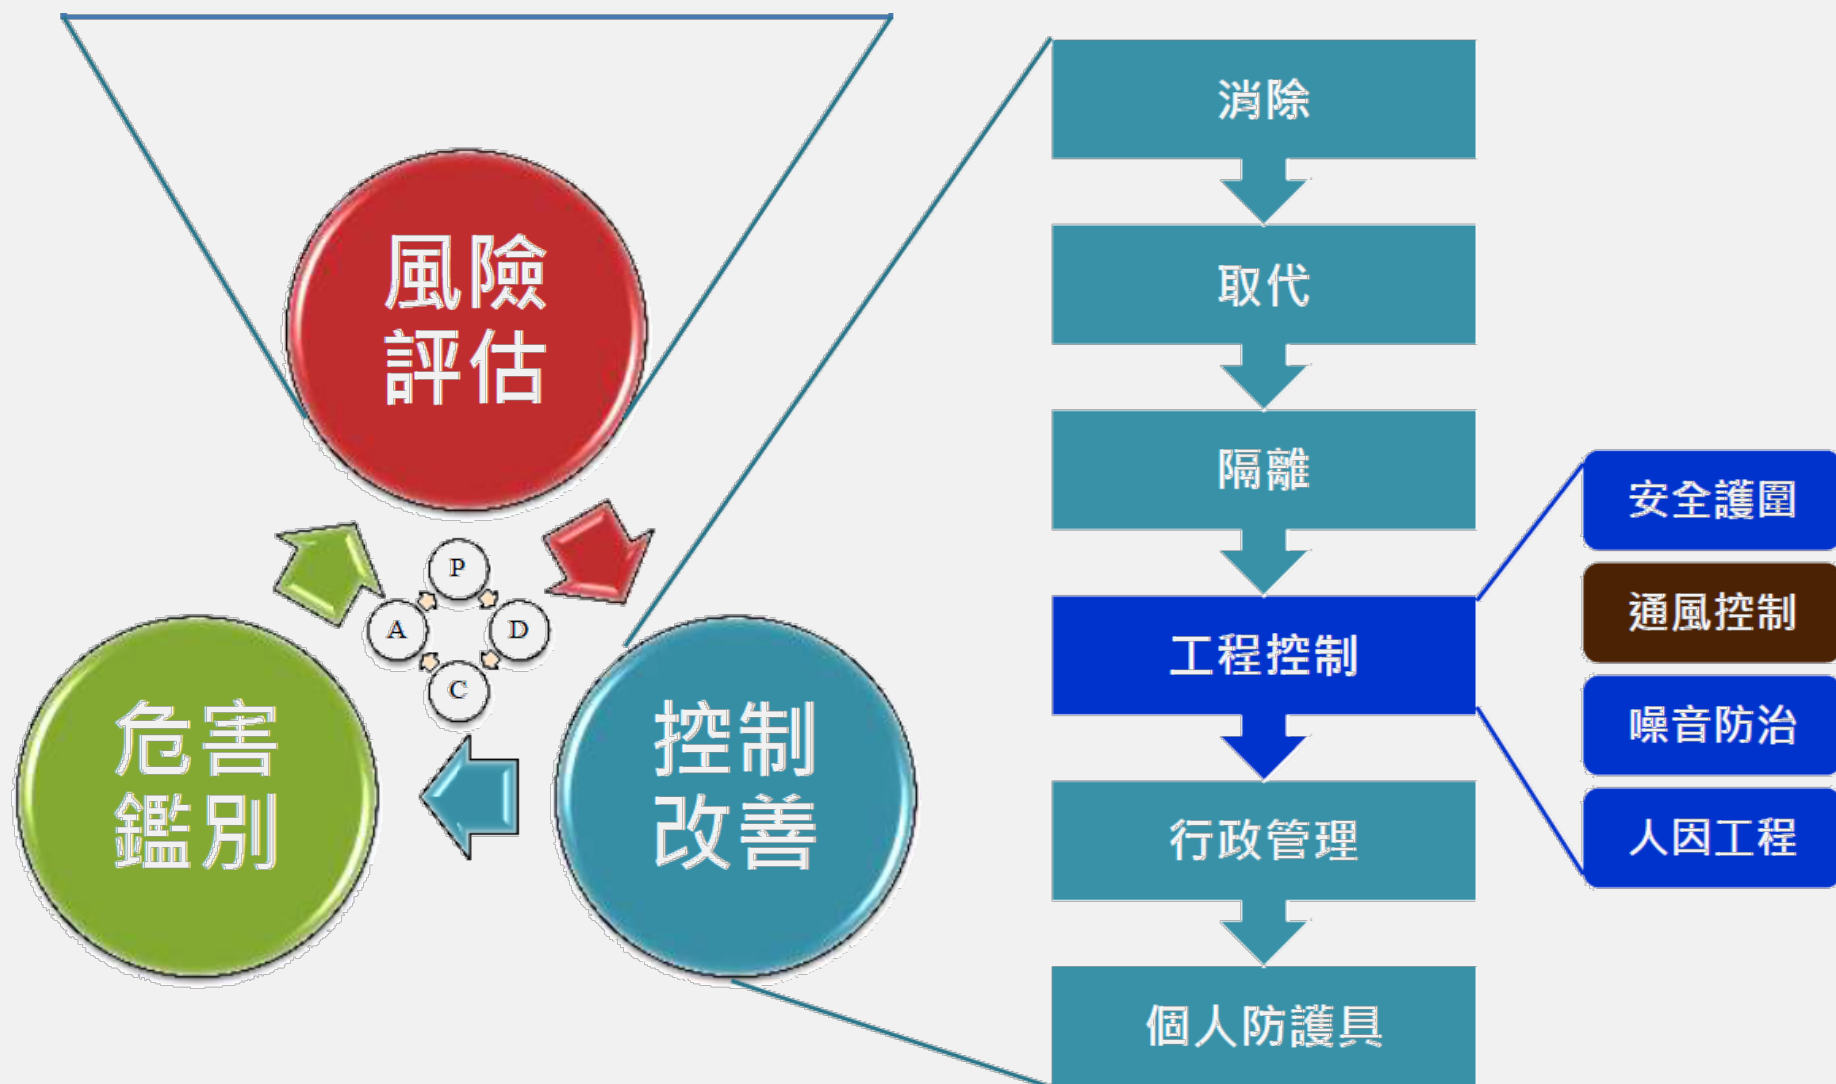 風險
評估
P
A
D
C
危害
鑑別
控制
改善
消除
取代
隔離
工程控制
行政管理
個人防護具
安全護圍
通風控制
噪音防治
人因工程